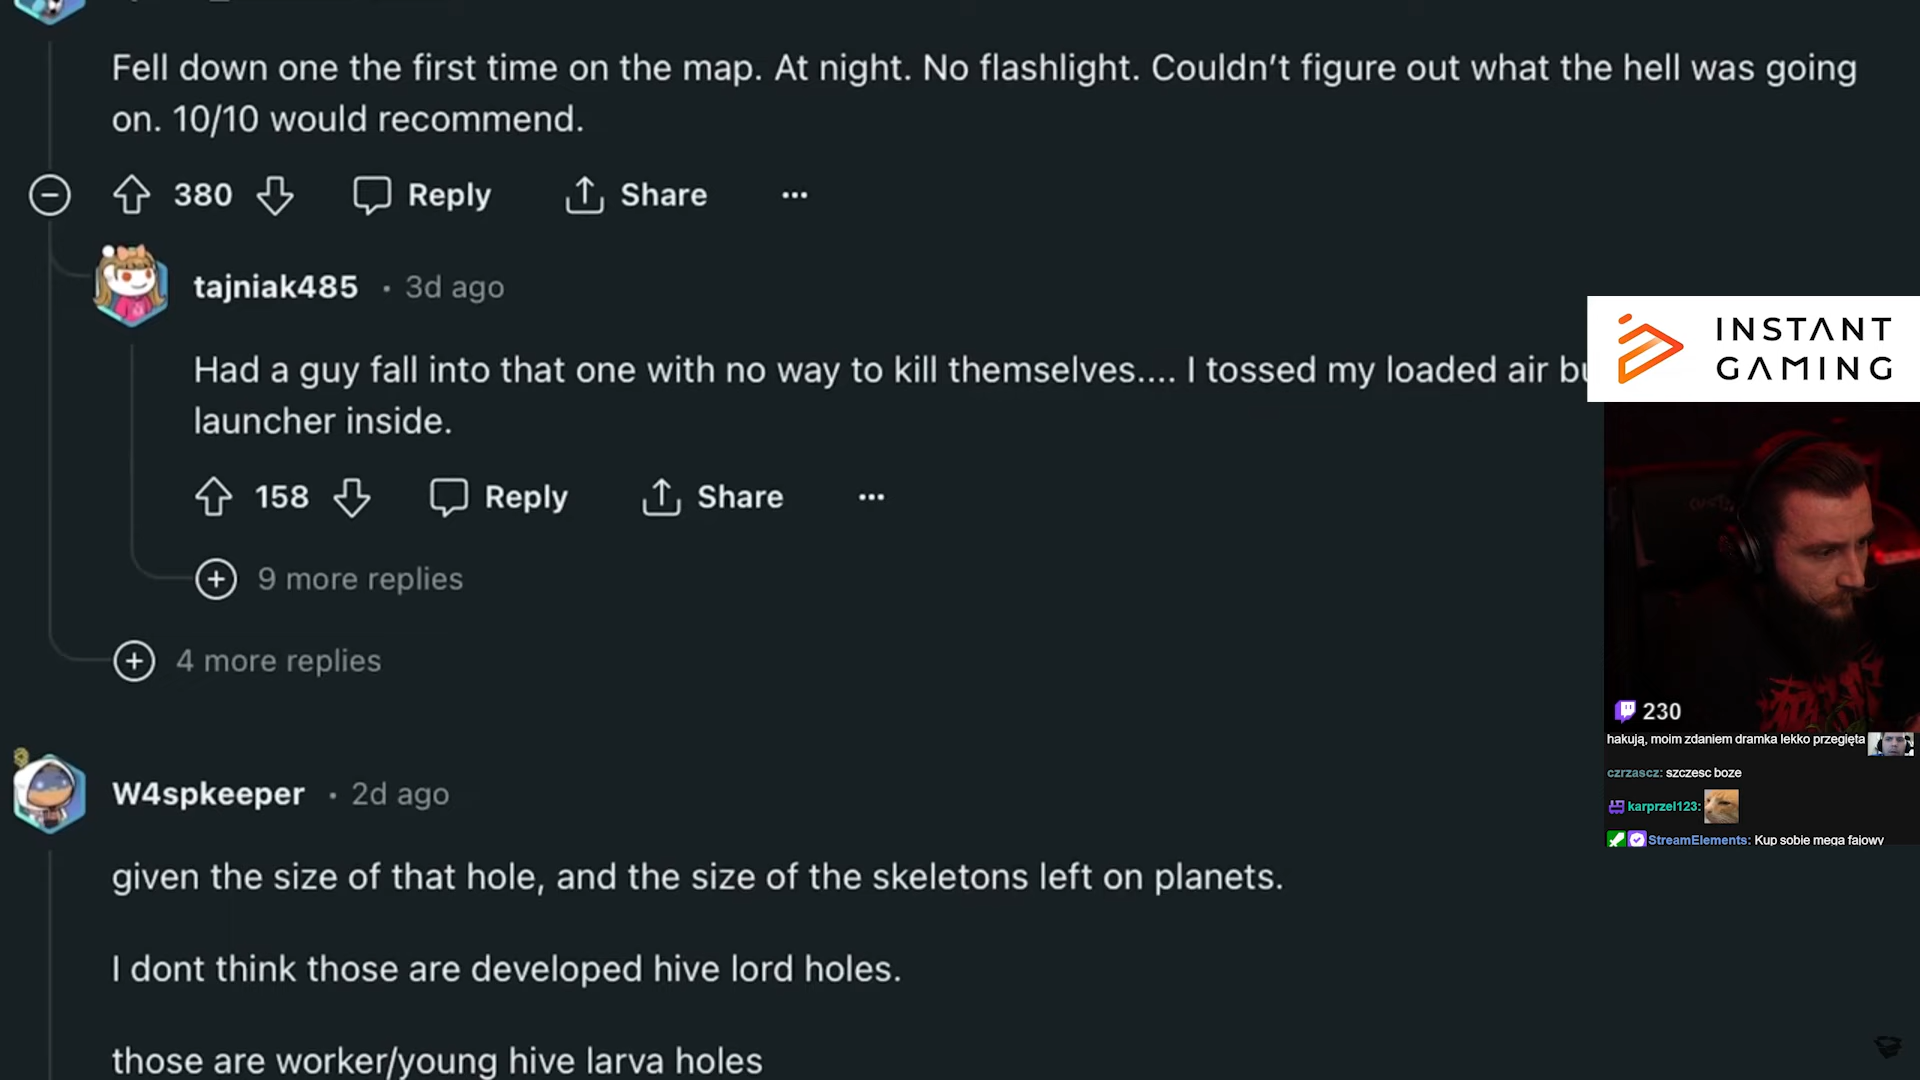 Fell down one the first time on the map. At night. No flashlight. Couldn't figure out what the hell was going
on. 10/10 would recommend.
380 Reply Share ...
tajniak485 · 3d ago
Had a guy fall into that one with no way to kill themselves.... I tossed my loaded air
launcher inside.
158 Reply Share ...
9 more replies
4 more replies
W4spkeeper · 2d ago
given the size of that hole, and the size of the skeletons left on planets.
I dont think those are developed hive lord holes.
those are worker/young hive larva holes
INSTANT
GAMING
230
hakują, moim zdaniem dramka lekko przegięta
czrzascz: szczesc boze
karprzel123:
StreamElements: Kup sobie mega fajowy